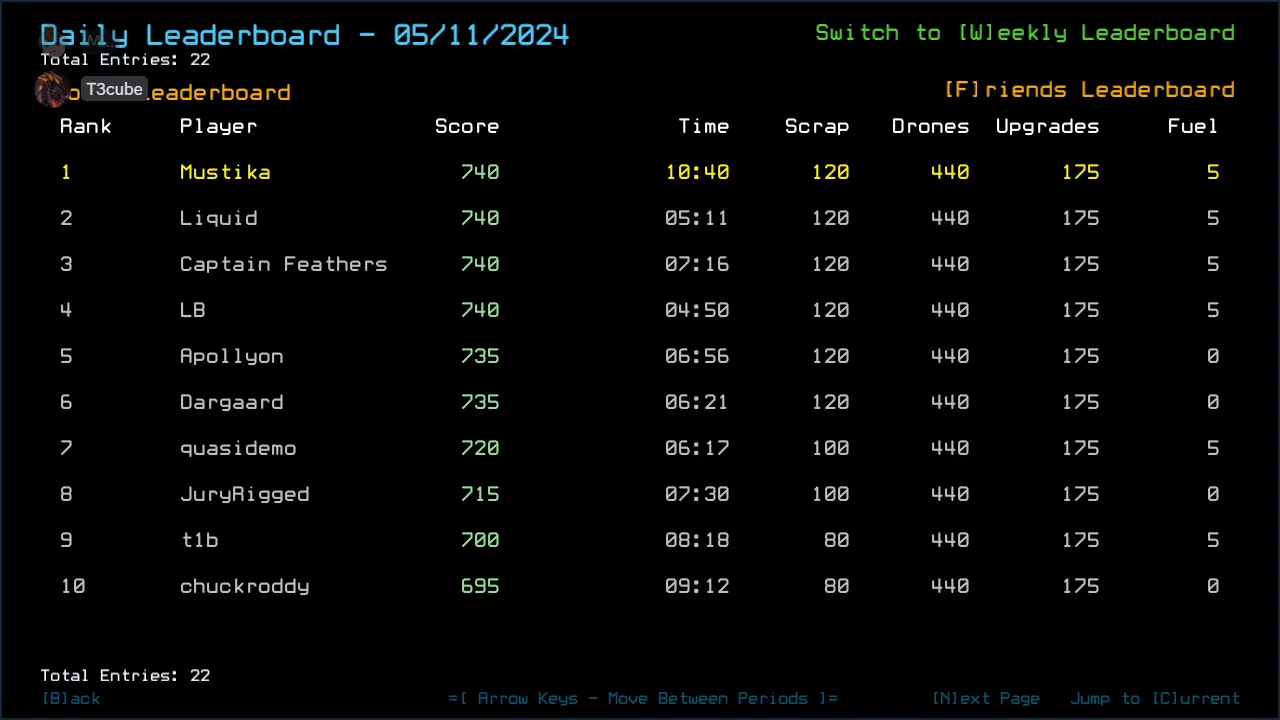 Daily Leaderboard - 05/11/2024
Switch to [W]eekly Leaderboard
Total Entries: 22
T3cube
Leaderboard
[F]riends Leaderboard
Rank Player Score Time Scrap Drones Upgrades Fuel
1 Mustika 740 10:40 120 440 175 5
2 Liquid 740 05:11 120 440 175 5
3 Captain Feathers 740 07:16 120 440 175 5
4 LB 740 04:50 120 440 175 5
5 Apollyon 735 06:56 120 440 175 0
6 Dargaard 735 06:21 120 440 175 0
7 quasidemo 720 06:17 100 440 175 5
8 JuryRigged 715 07:30 100 440 175 0
9 t1b 700 08:18 80 440 175 5
10 chuckroddy 695 09:12 80 440 175 0
Total Entries: 22
[B]ack =[ Arrow Keys - Move Between Periods ]= [N]ext Page Jump to [C]urrent